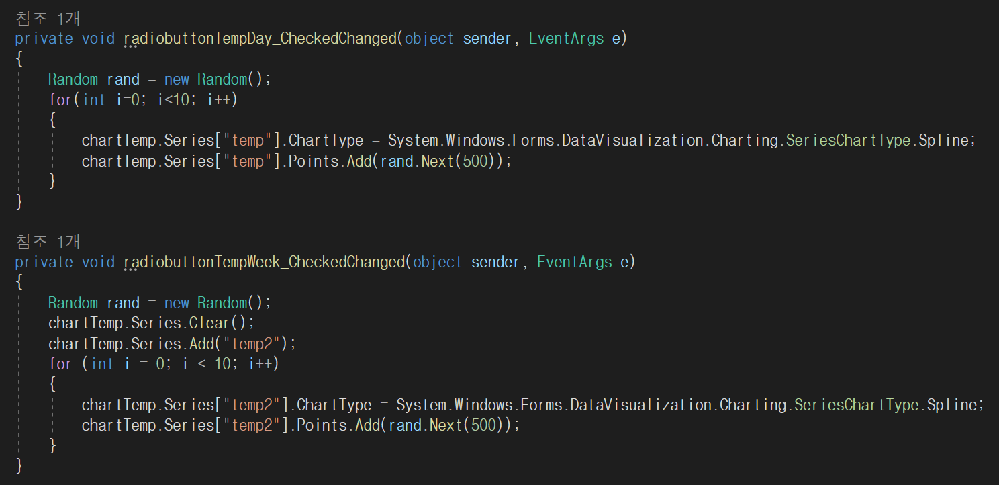 참조 1개
private void radiobuttonTempDay_CheckedChanged(object sender, EventArgs e)
{
    Random rand = new Random();
    for(int i=0; i<10; i++)
    {
        chartTemp.Series["temp"].ChartType = System.Windows.Forms.DataVisualization.Charting.SeriesChartType.Spline;
        chartTemp.Series["temp"].Points.Add(rand.Next(500));
    }
}
참조 1개
private void radiobuttonTempWeek_CheckedChanged(object sender, EventArgs e)
{
    Random rand = new Random();
    chartTemp.Series.Clear();
    chartTemp.Series.Add("temp2");
    for (int i = 0; i < 10; i++)
    {
        chartTemp.Series["temp2"].ChartType = System.Windows.Forms.DataVisualization.Charting.SeriesChartType.Spline;
        chartTemp.Series["temp2"].Points.Add(rand.Next(500));
    }
}